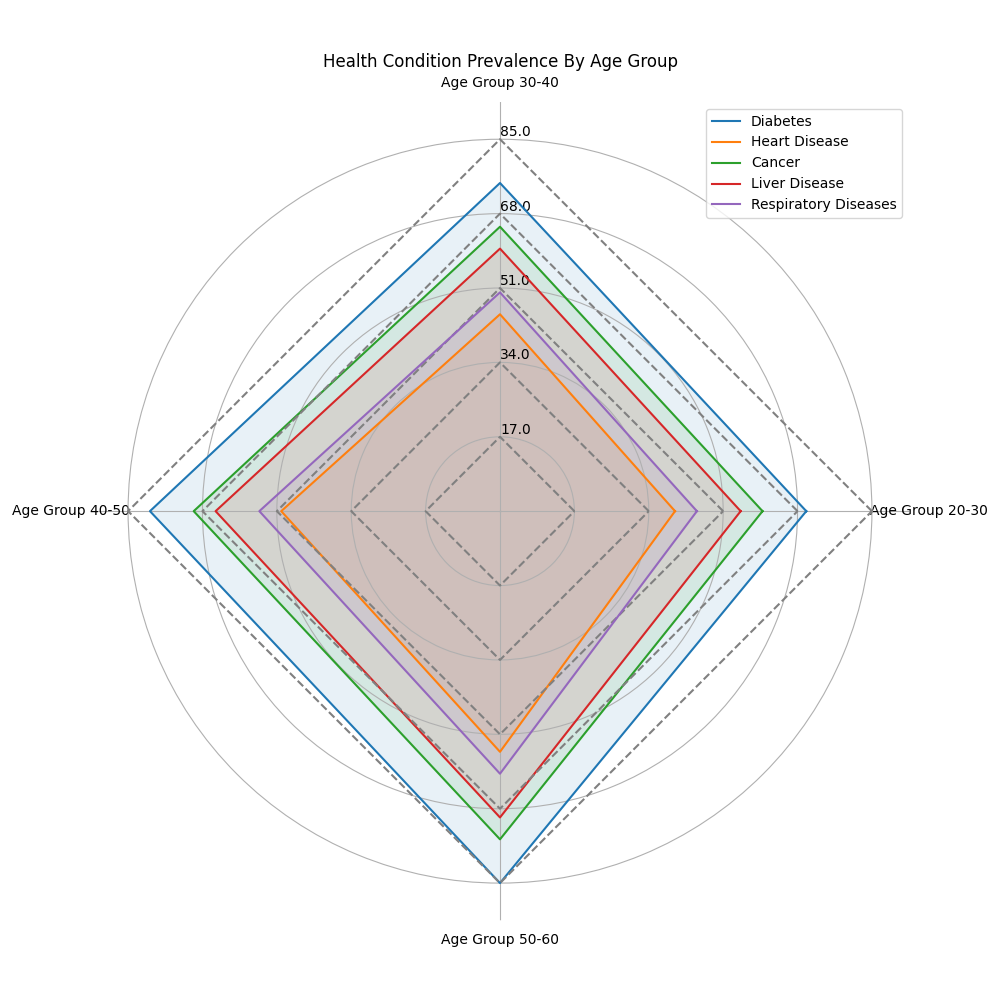 Health Condition Prevalence By Age Group
Age Group 30-40
Diabetes
Heart Disease
Cancer
Liver Disease
Respiratory Diseases
85.0
68.0
51.0
34.0
17.0
Age Group 40-50
Age Group 20-30
Age Group 50-60